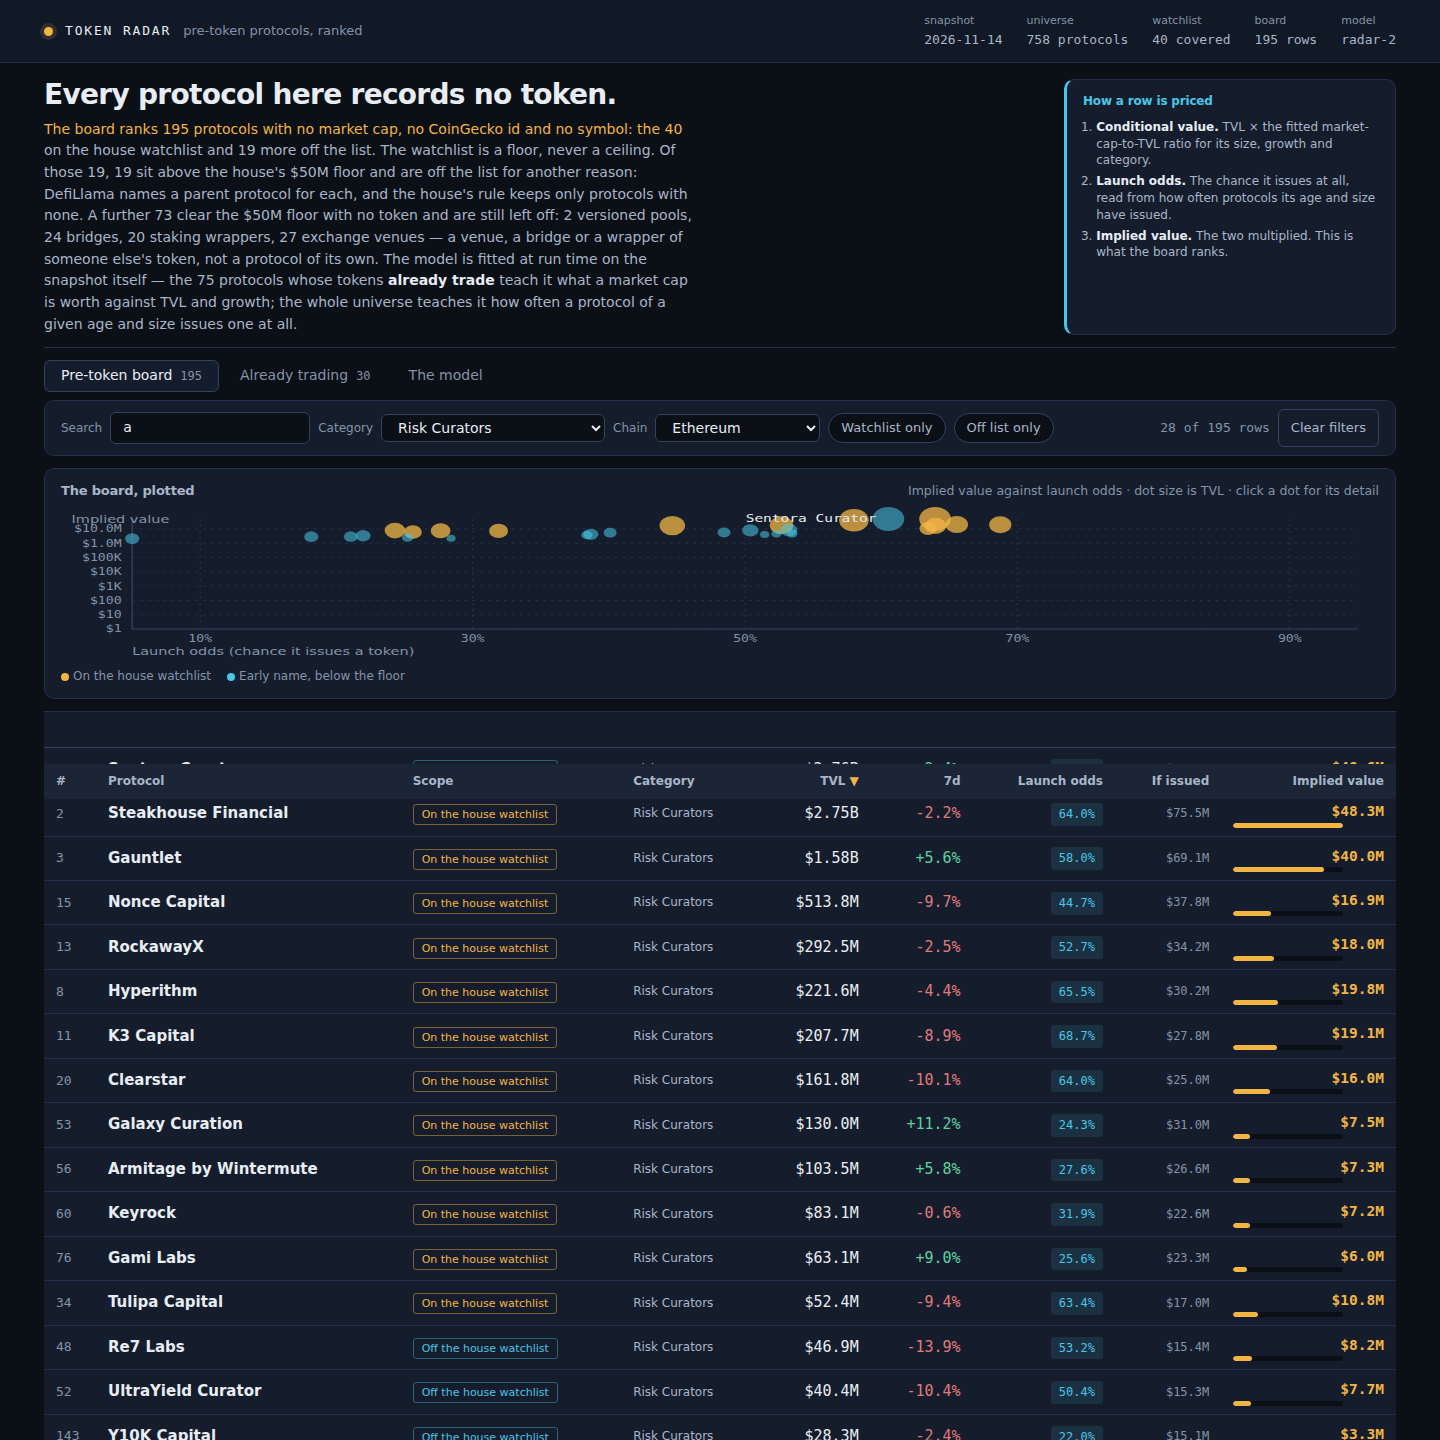 TOKEN RADAR pre-token protocols, ranked
snapshot universe watchlist board model
2026-11-14 758 protocols 40 covered 195 rows radar-2
Every protocol here records no token.
The board ranks 195 protocols with no market cap, no CoinGecko id and no symbol: the 40
on the house watchlist and 19 more off the list. The watchlist is a floor, never a ceiling. Of
those 19, 19 sit above the house's $50M floor and are off the list for another reason:
DefiLlama names a parent protocol for each, and the house's rule keeps only protocols with
none. A further 73 clear the $50M floor with no token and are still left off: 2 versioned pools,
24 bridges, 20 staking wrappers, 27 exchange venues — a venue, a bridge or a wrapper of
someone else's token, not a protocol of its own. The model is fitted at run time on the
snapshot itself — the 75 protocols whose tokens already trade teach it what a market cap
is worth against TVL and growth; the whole universe teaches it how often a protocol of a
given age and size issues one at all.
How a row is priced
1. Conditional value. TVL × the fitted market-
cap-to-TVL ratio for its size, growth and
category.
2. Launch odds. The chance it issues at all,
read from how often protocols its age and size
have issued.
3. Implied value. The two multiplied. This is
what the board ranks.
Pre-token board 195 Already trading 30 The model
Search a Category Risk Curators Chain Ethereum Watchlist only Off list only 28 of 195 rows Clear filters
The board, plotted Implied value against launch odds · dot size is TVL · click a dot for its detail
Implied value
Sentora Curator
$10.0M
$1.0M
$100K
$10K
$1K
$100
$10
$1
10% 30% 50% 70% 90%
Launch odds (chance it issues a token)
On the house watchlist Early name, below the floor
# Protocol Scope Category TVL ▼ 7d Launch odds If issued Implied value
2 Steakhouse Financial On the house watchlist Risk Curators $2.75B -2.2% 64.0% $75.5M $48.3M
3 Gauntlet On the house watchlist Risk Curators $1.58B +5.6% 58.0% $69.1M $40.0M
15 Nonce Capital On the house watchlist Risk Curators $513.8M -9.7% 44.7% $37.8M $16.9M
13 RockawayX On the house watchlist Risk Curators $292.5M -2.5% 52.7% $34.2M $18.0M
8 Hyperithm On the house watchlist Risk Curators $221.6M -4.4% 65.5% $30.2M $19.8M
11 K3 Capital On the house watchlist Risk Curators $207.7M -8.9% 68.7% $27.8M $19.1M
20 Clearstar On the house watchlist Risk Curators $161.8M -10.1% 64.0% $25.0M $16.0M
53 Galaxy Curation On the house watchlist Risk Curators $130.0M +11.2% 24.3% $31.0M $7.5M
56 Armitage by Wintermute On the house watchlist Risk Curators $103.5M +5.8% 27.6% $26.6M $7.3M
60 Keyrock On the house watchlist Risk Curators $83.1M -0.6% 31.9% $22.6M $7.2M
76 Gami Labs On the house watchlist Risk Curators $63.1M +9.0% 25.6% $23.3M $6.0M
34 Tulipa Capital On the house watchlist Risk Curators $52.4M -9.4% 63.4% $17.0M $10.8M
48 Re7 Labs Off the house watchlist Risk Curators $46.9M -13.9% 53.2% $15.4M $8.2M
52 UltraYield Curator Off the house watchlist Risk Curators $40.4M -10.4% 50.4% $15.3M $7.7M
143 Y10K Capital Off the house watchlist Risk Curators $28.3M -2.4% 22.0% $15.1M $3.3M